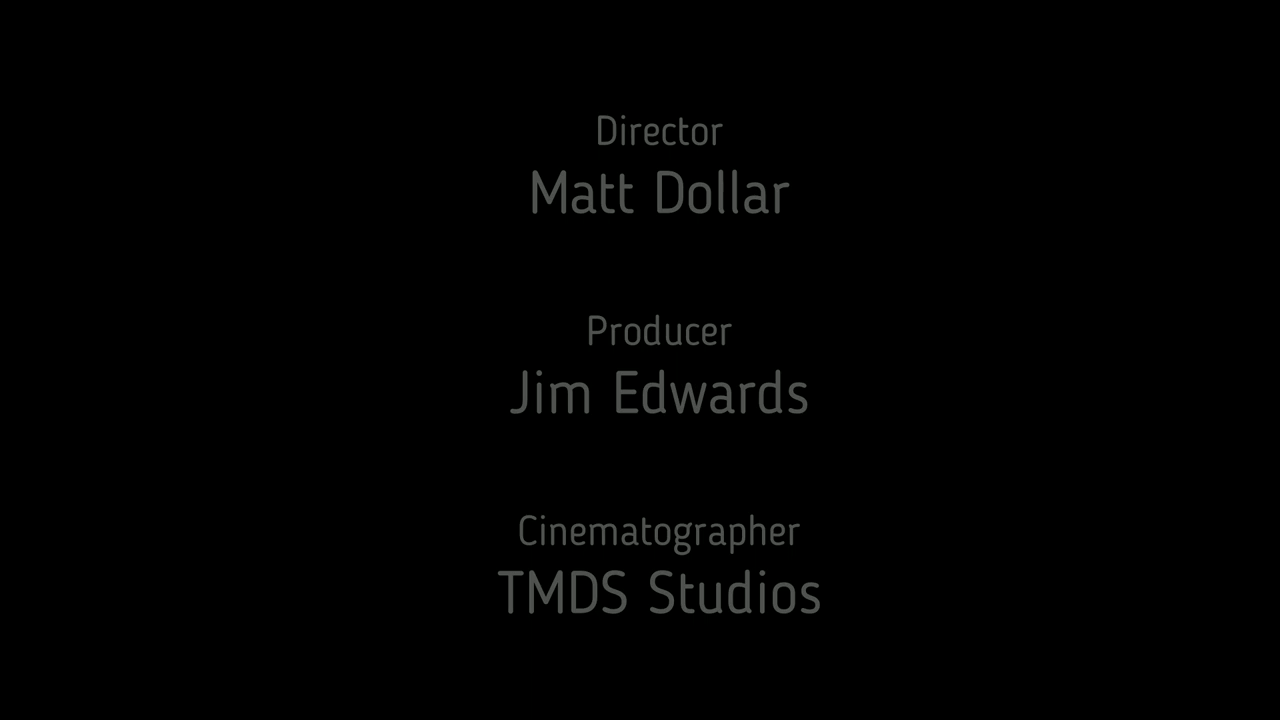 Director
Matt Dollar
Producer
Jim Edwards
Cinematographer
TMDS Studios